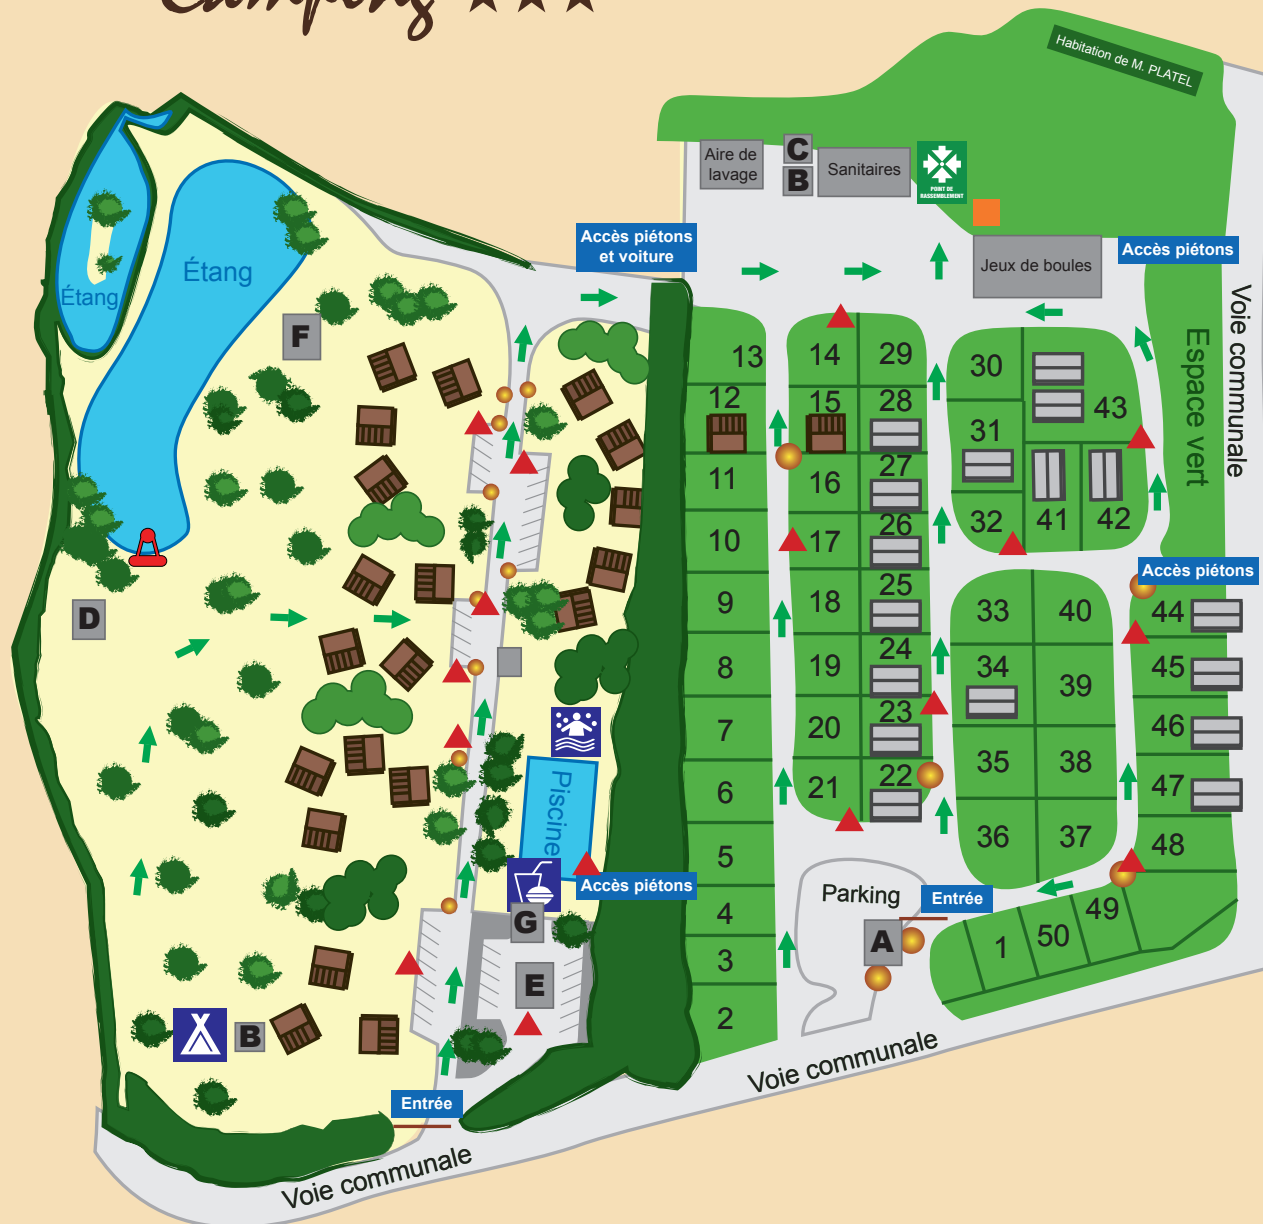 Camping ★★★
Habitation de M. PLATEL
Aire de
lavage
C
B
Sanitaires
POINT DE
RASSEMBLEMENT
Accès piétons
et voiture
Jeux de boules
Accès piétons
Voie communale
Espace vert
Étang
Étang
F
13
14
29
30
12
15
28
31
43
11
16
27
10
17
26
32
41
42
Accès piétons
9
18
25
33
40
44
D
8
19
24
34
39
45
7
20
23
46
6
21
22
35
38
47
Piscine
5
36
37
48
Accès piétons
Parking
Entrée
4
G
A
49
50
1
3
E
2
B
Voie communale
Entrée
Voie communale